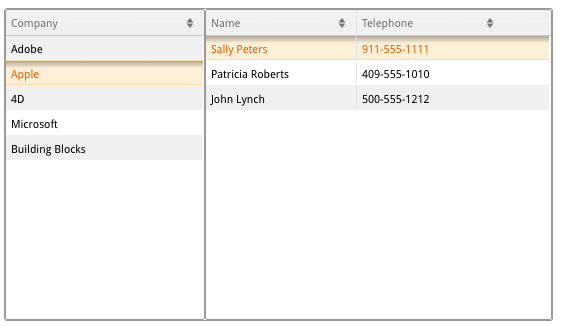 Company
Adobe
Apple
4D
Microsoft
Building Blocks
Name Telephone
Sally Peters 911-555-1111
Patricia Roberts 409-555-1010
John Lynch 500-555-1212